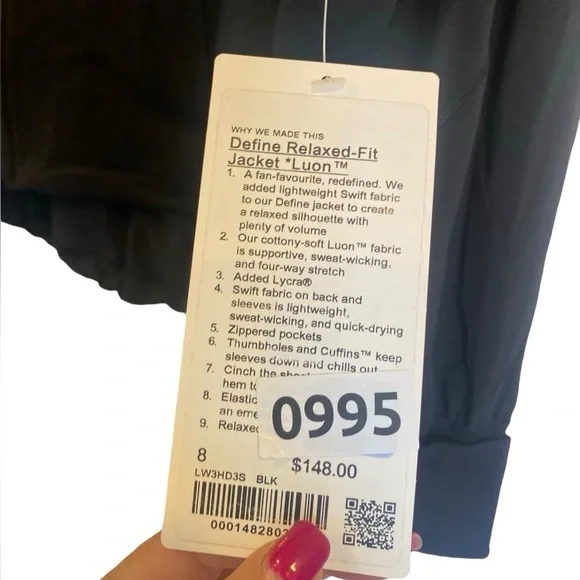 WHY WE MADE THIS
Define Relaxed-Fit
Jacket *Luon™
1. A fan-favourite, redefined. We
added lightweight Swift fabric
to our Define jacket to create
a relaxed silhouette with
plenty of volume
2. Our cottony-soft Luon™ fabric
is supportive, sweat-wicking,
and four-way stretch
3. Added Lycra®
4. Swift fabric on back and
sleeves is lightweight,
sweat-wicking, and quick-drying
5. Zippered pockets
6. Thumbholes and Cuffins™ keep
sleeves down and chills out
7. Cinch the
hem to
8. Elastic
an eme
9. Relaxed
0995
8
$148.00
LW3HD3S BLK
000148280